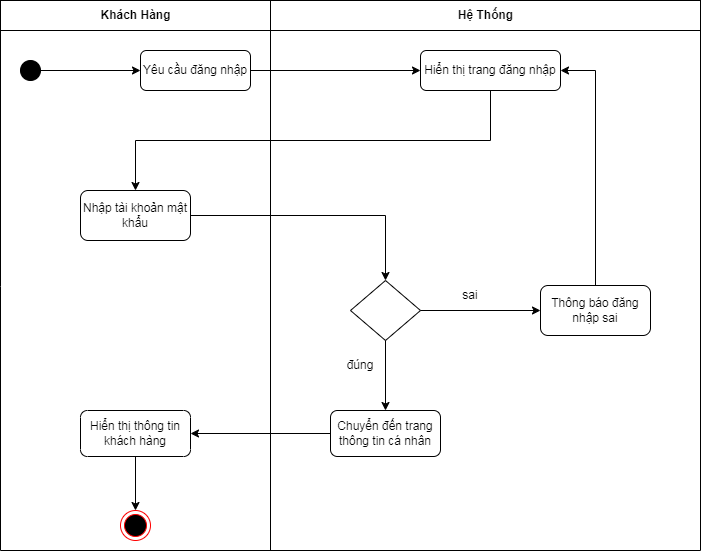 Khách Hàng
Hệ Thống
Yêu cầu đăng nhập
Hiển thị trang đăng nhập
Nhập tài khoản mật
khẩu
sai
Thông báo đăng
nhập sai
đúng
Hiển thị thông tin
khách hàng
Chuyển đến trang
thông tin cá nhân